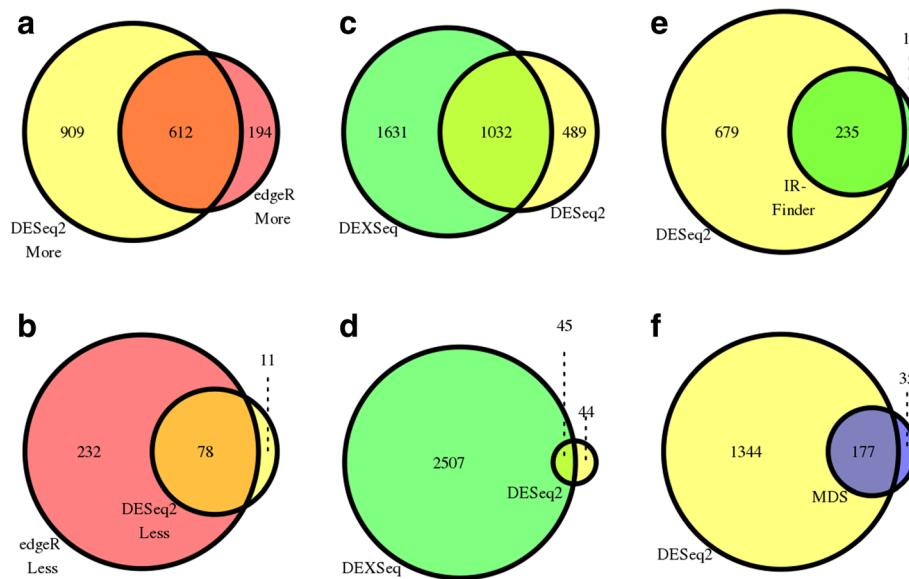 a
909
612
194
edgeR
More
DESeq2
More
c
1631
1032
489
DESeq2
DEXSeq
e
679
235
IR-
Finder
DESeq2
b
11
232
78
DESeq2
Less
edgeR
Less
d
45
44
2507
DESeq2
DEXSeq
f
1344
177
MDS
DESeq2